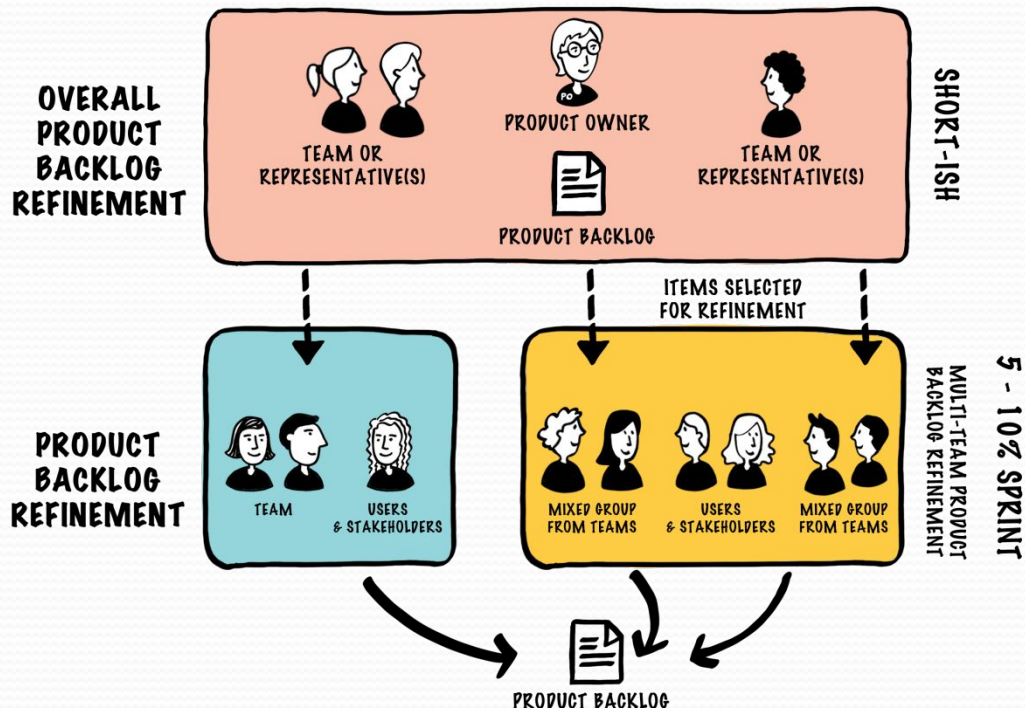 OVERALL
PRODUCT
BACKLOG
REFINEMENT
TEAM OR
REPRESENTATIVE(S)
PO
PRODUCT OWNER
PRODUCT BACKLOG
TEAM OR
REPRESENTATIVE(S)
SHORT-ISH
ITEMS SELECTED
FOR REFINEMENT
PRODUCT
BACKLOG
REFINEMENT
TEAM
USERS
& STAKEHOLDERS
MIXED GROUP
FROM TEAMS
USERS
& STAKEHOLDERS
MIXED GROUP
FROM TEAMS
MULTI-TEAM PRODUCT
BACKLOG REFINEMENT
5 - 10% SPRINT
PRODUCT BACKLOG